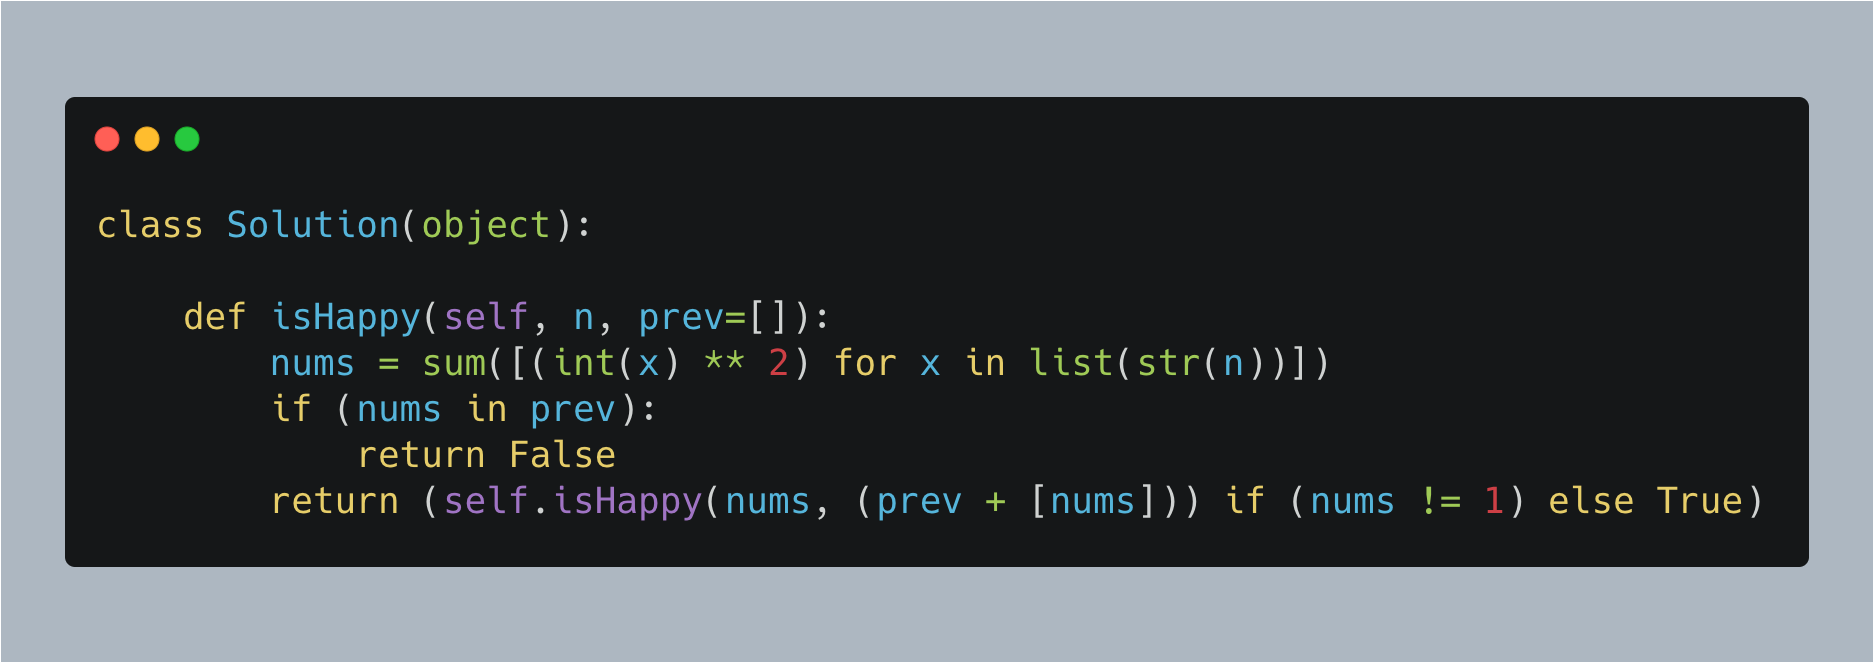 class Solution(object):
    def isHappy(self, n, prev=[]):
        nums = sum([(int(x) ** 2) for x in list(str(n))])
        if (nums in prev):
            return False
        return (self.isHappy(nums, (prev + [nums])) if (nums != 1) else True)